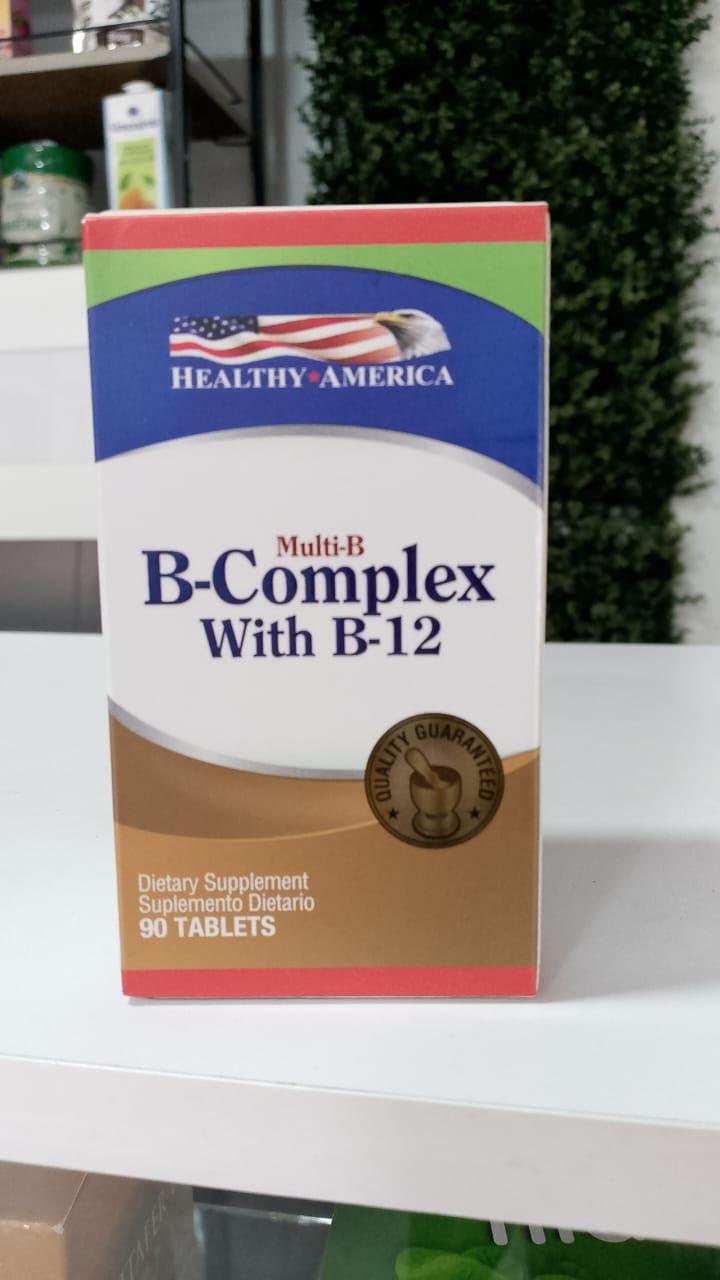 HEALTHY★AMERICA
Multi-B
B-Complex
With B-12
QUALITY GUARANTEED
Dietary Supplement
Suplemento Dietario
90 TABLETS